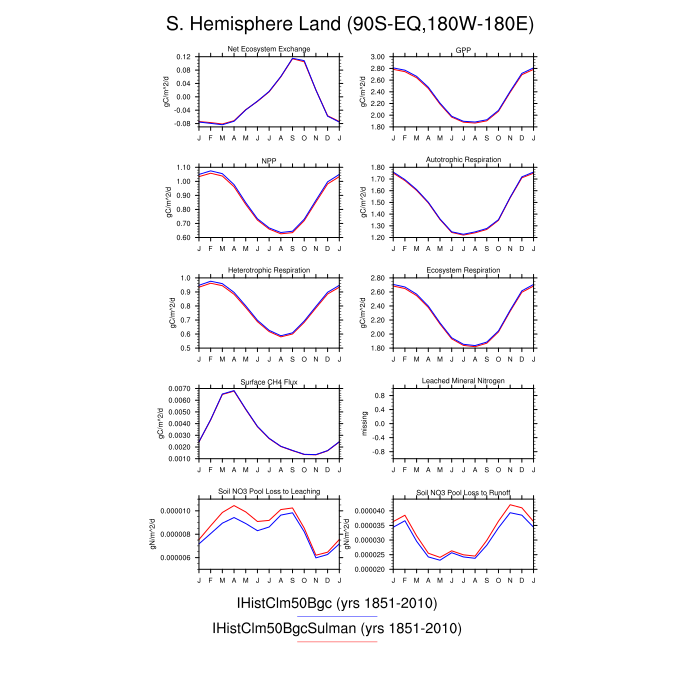 S. Hemisphere Land (90S-EQ,180W-180E)
Net Ecosystem Exchange
gC/m^2/d
0.12
0.08
0.04
0.00
-0.04
-0.08
J F M A M J J A S O N D J
GPP
gC/m^2/d
3.00
2.80
2.60
2.40
2.20
2.00
1.80
J F M A M J J A S O N D J
NPP
gC/m^2/d
1.10
1.00
0.90
0.80
0.70
0.60
J F M A M J J A S O N D J
Autotrophic Respiration
gC/m^2/d
1.80
1.70
1.60
1.50
1.40
1.30
1.20
J F M A M J J A S O N D J
Heterotrophic Respiration
gC/m^2/d
1.0
0.9
0.8
0.7
0.6
0.5
J F M A M J J A S O N D J
Ecosystem Respiration
gC/m^2/d
2.80
2.60
2.40
2.20
2.00
1.80
J F M A M J J A S O N D J
Surface CH4 Flux
gC/m^2/d
0.0070
0.0060
0.0050
0.0040
0.0030
0.0020
0.0010
J F M A M J J A S O N D J
Leached Mineral Nitrogen
missing
0.8
0.4
0.0
-0.4
-0.8
J F M A M J J A S O N D J
Soil NO3 Pool Loss to Leaching
gN/m^2/d
0.000010
0.000008
0.000006
J F M A M J J A S O N D J
Soil NO3 Pool Loss to Runoff
gN/m^2/d
0.000040
0.000035
0.000030
0.000025
0.000020
J F M A M J J A S O N D J
IHistClm50Bgc (yrs 1851-2010)
IHistClm50BgcSulman (yrs 1851-2010)